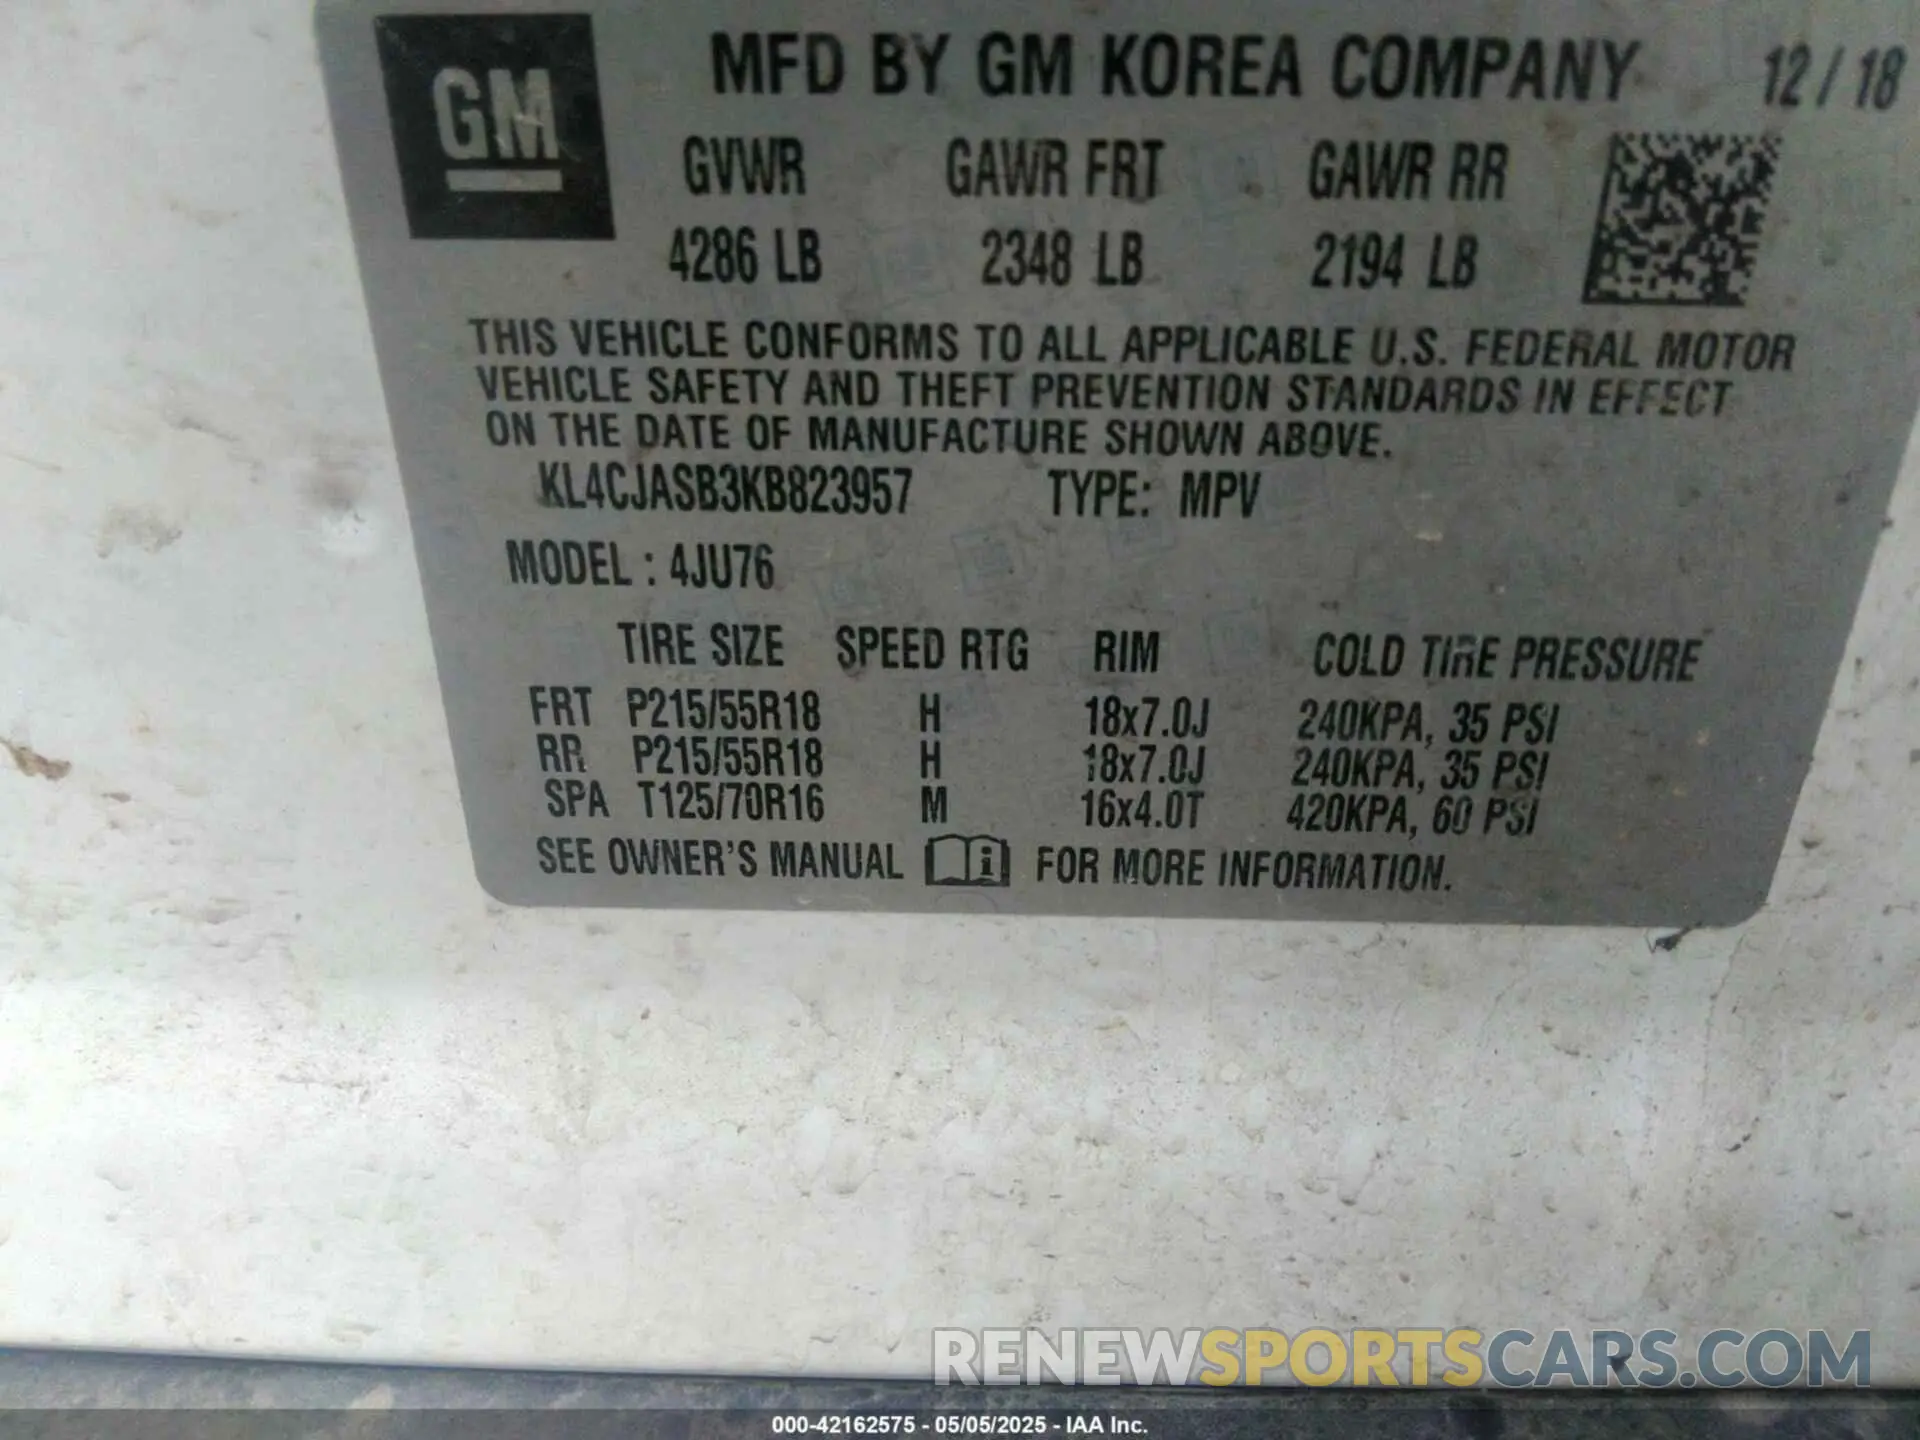 GM
MFD BY GM KOREA COMPANY 12/18
GVWR GAWR FRT GAWR RR
4286 LB 2348 LB 2194 LB
THIS VEHICLE CONFORMS TO ALL APPLICABLE U.S. FEDERAL MOTOR
VEHICLE SAFETY AND THEFT PREVENTION STANDARDS IN EFFECT
ON THE DATE OF MANUFACTURE SHOWN ABOVE.
KL4CJASB3KB823957 TYPE: MPV
MODEL : 4JU76
TIRE SIZE SPEED RTG RIM COLD TIRE PRESSURE
FRT P215/55R18 H 18x7.0J 240KPA, 35 PSI
RR P215/55R18 H 18x7.0J 240KPA, 35 PSI
SPA T125/70R16 M 16x4.0T 420KPA, 60 PSI
SEE OWNER'S MANUAL i FOR MORE INFORMATION.
RENEWSPORTSCARS.COM
000-42162575 - 05/05/2025 - IAA Inc.